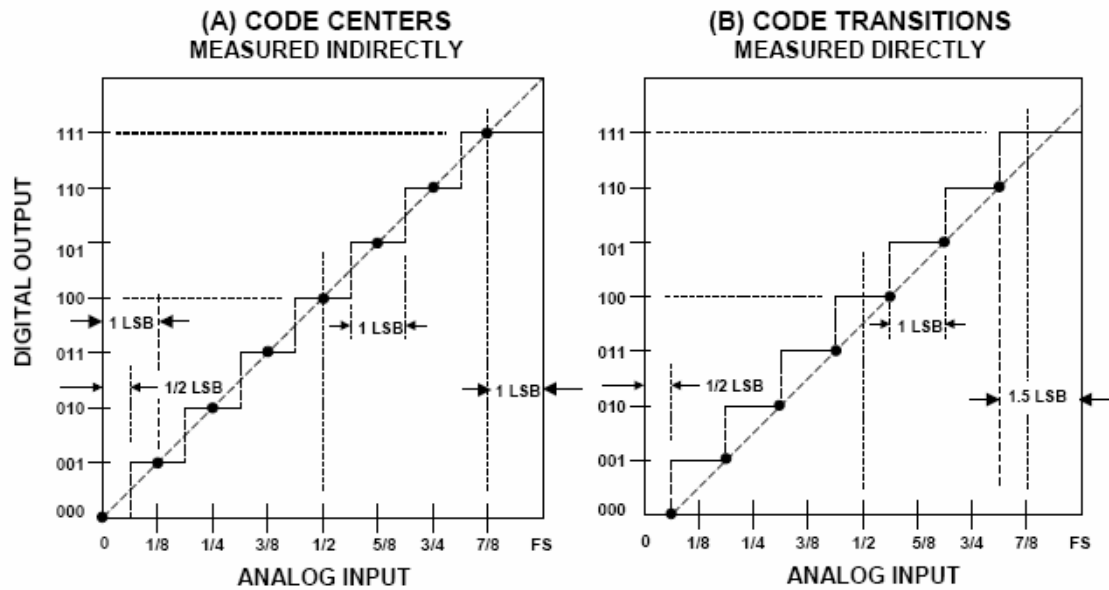 (A) CODE CENTERS
MEASURED INDIRECTLY
(B) CODE TRANSITIONS
MEASURED DIRECTLY
DIGITAL OUTPUT
111
110
101
100
011
010
001
000
1 LSB
1/2 LSB
1 LSB
1 LSB
0
1/8
1/4
3/8
1/2
5/8
3/4
7/8
FS
ANALOG INPUT
111
110
101
100
011
010
001
000
1/2 LSB
1 LSB
1.5 LSB
0
1/8
1/4
3/8
1/2
5/8
3/4
7/8
FS
ANALOG INPUT